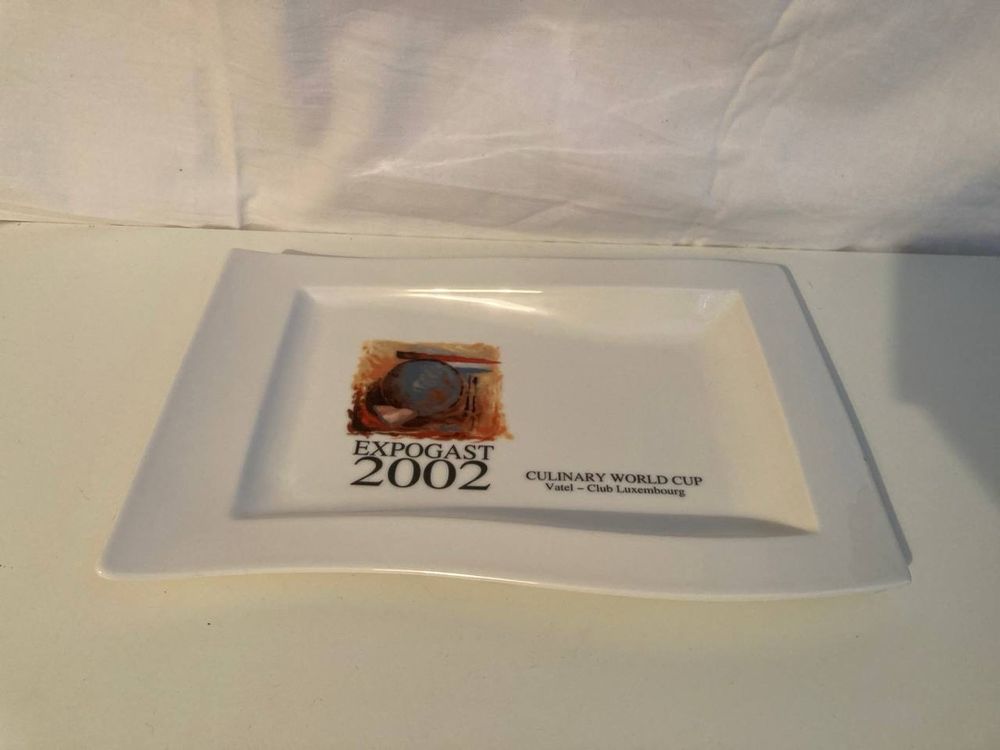 EXPOGAST
2002
CULINARY WORLD CUP
Vatel – Club Luxembourg